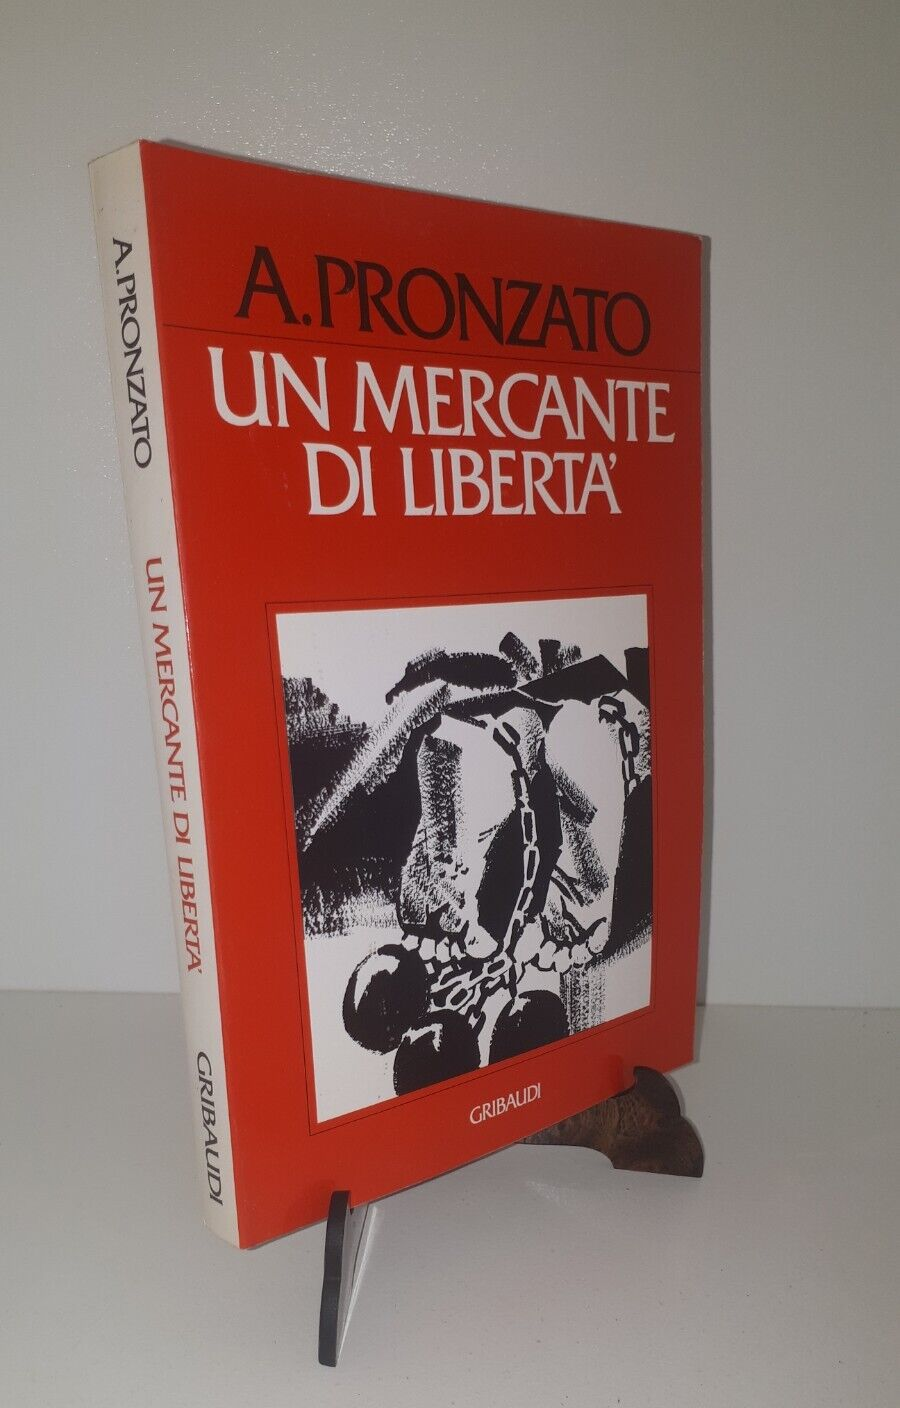 A. PRONZATO
UN MERCANTE
DI LIBERTA'
GRIBAUDI
A. PRONZATO
UN MERCANTE DI LIBERTA'
GRIBAUDI